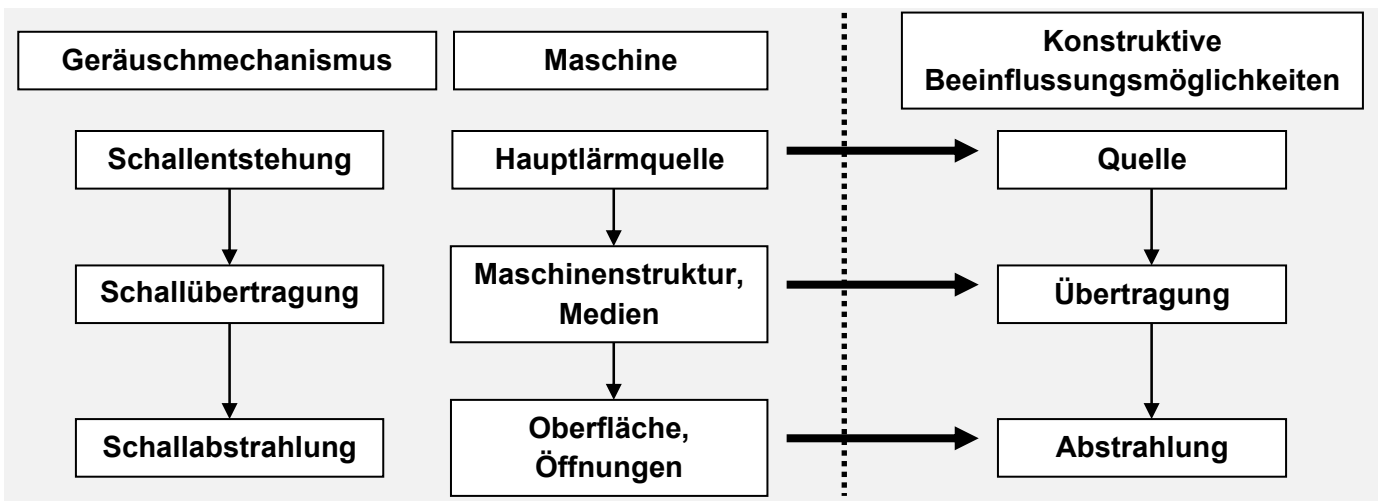 Geräuschmechanismus
Maschine
Konstruktive
Beeinflussungsmöglichkeiten
Schallentstehung
Hauptlärmquelle
Quelle
Schallübertragung
Maschinenstruktur,
Medien
Übertragung
Schallabstrahlung
Oberfläche,
Öffnungen
Abstrahlung